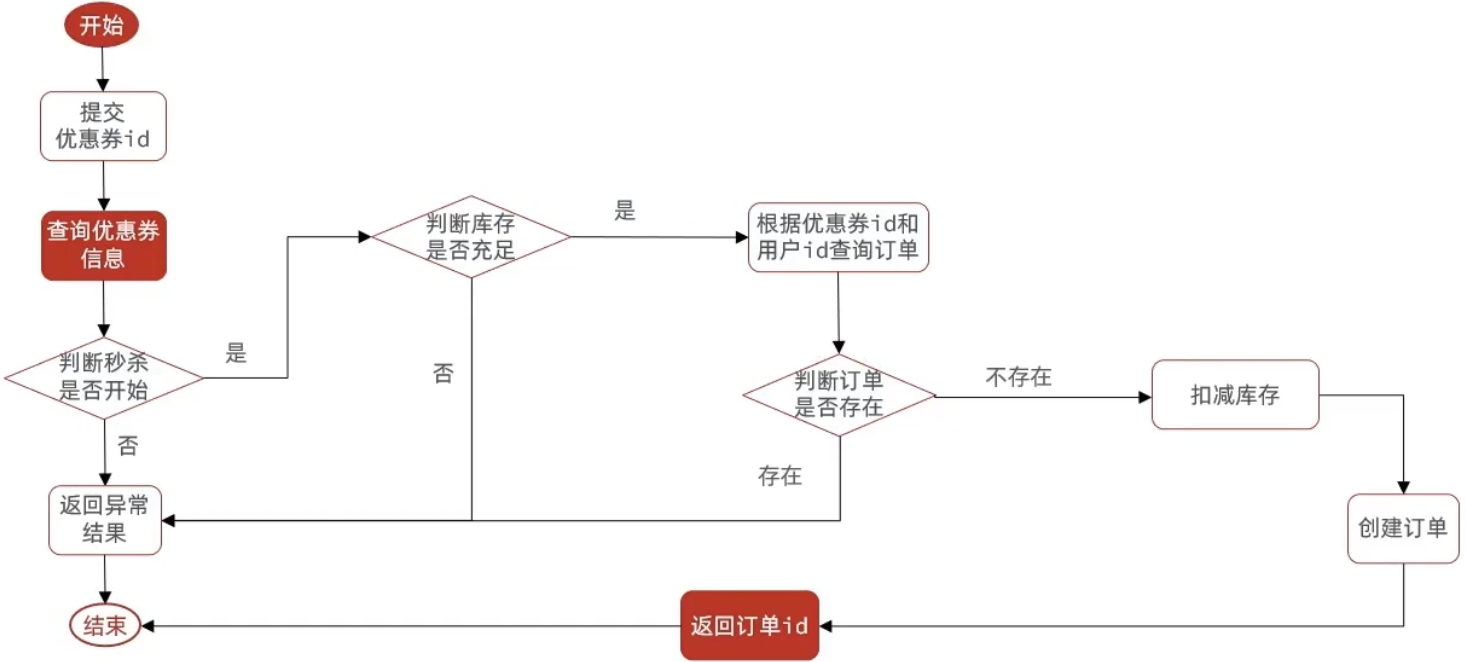 开始
提交
优惠券id
查询优惠券
信息
判断秒杀
是否开始
是
否
判断库存
是否充足
是
否
根据优惠券id和
用户id查询订单
判断订单
是否存在
不存在
存在
扣减库存
创建订单
返回异常
结果
返回订单id
结束